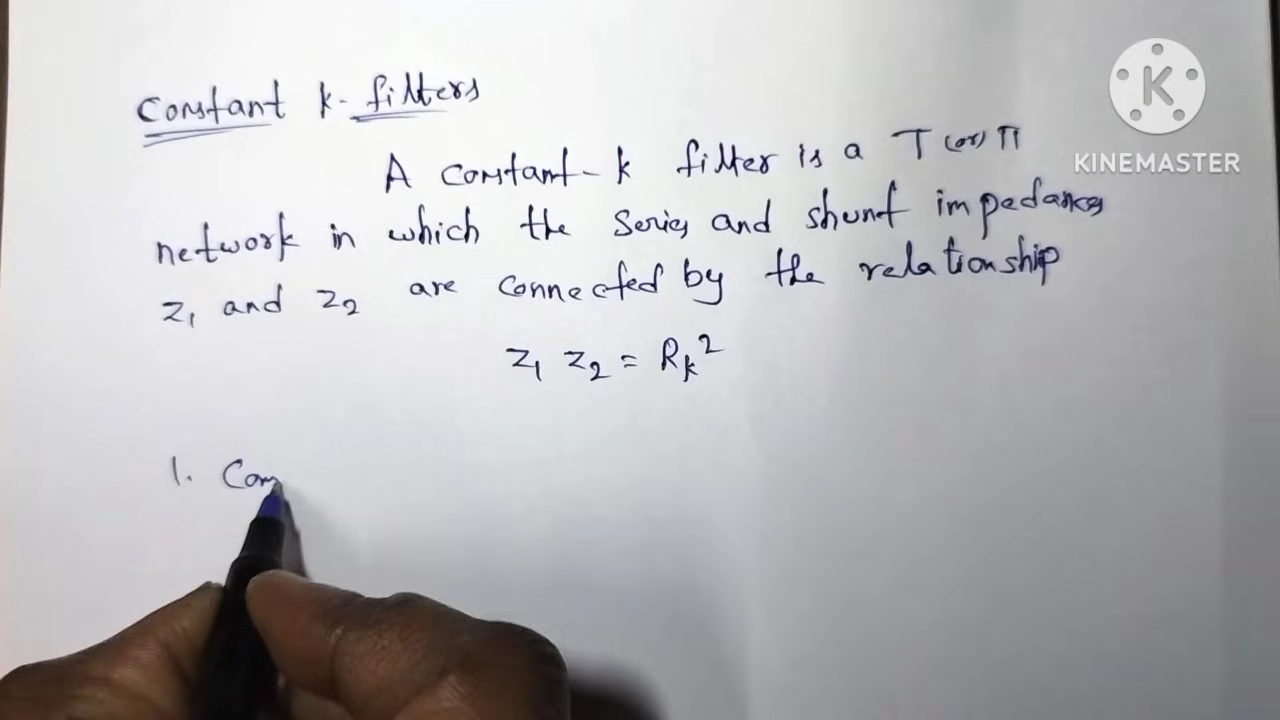 Constant k-filters
A constant-k filter is a T (or) π
network in which the series and shunt impedances
z1 and z2 are connected by the relationship
z1 z2 = Rk²
1. Con
K
KINEMASTER